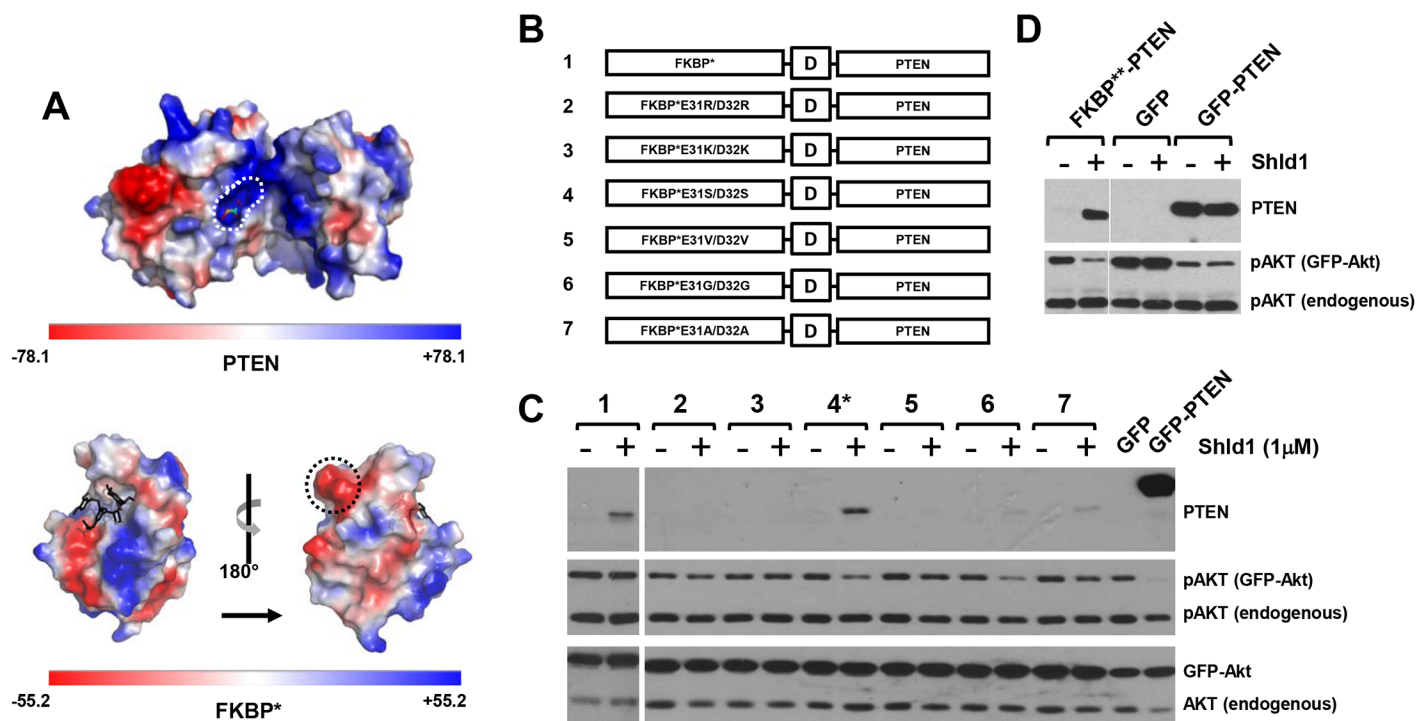 A
-78.1
PTEN
+78.1
180°
-55.2
FKBP*
+55.2
B
1 FKBP* D PTEN
2 FKBP*E31R/D32R D PTEN
3 FKBP*E31K/D32K D PTEN
4 FKBP*E31S/D32S D PTEN
5 FKBP*E31V/D32V D PTEN
6 FKBP*E31G/D32G D PTEN
7 FKBP*E31A/D32A D PTEN
C
1 2 3 4* 5 6 7 GFP GFP-PTEN
- + - + - + - + - + - + - + Shld1 (1μM)
PTEN
pAKT (GFP-Akt)
pAKT (endogenous)
GFP-Akt
AKT (endogenous)
D
FKBP**-PTEN GFP GFP-PTEN
- + - + - + Shld1
PTEN
pAKT (GFP-Akt)
pAKT (endogenous)